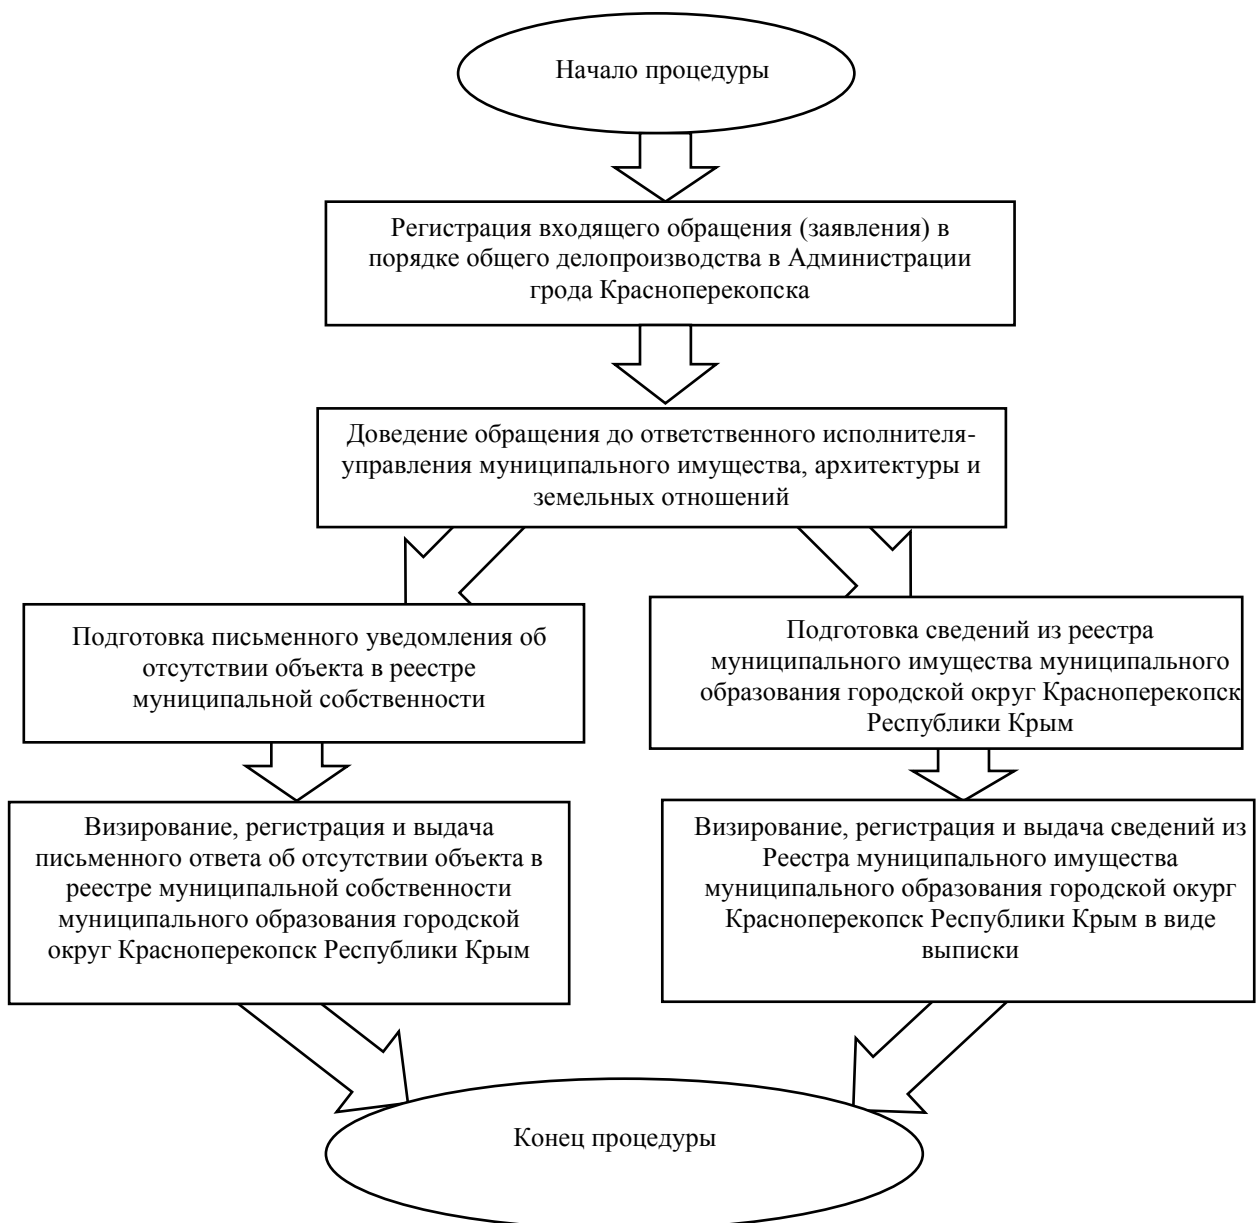 Начало процедуры
Регистрация входящего обращения (заявления) в
порядке общего делопроизводства в Администрации
грода Красноперекопска
Доведение обращения до ответственного исполнителя-
управления муниципального имущества, архитектуры и
земельных отношений
Подготовка письменного уведомления об
отсутствии объекта в реестре
муниципальной собственности
Подготовка сведений из реестра
муниципального имущества муниципального
образования городской округ Красноперекопск
Республики Крым
Визирование, регистрация и выдача
письменного ответа об отсутствии объекта в
реестре муниципальной собственности
муниципального образования городской
округ Красноперекопск Республики Крым
Визирование, регистрация и выдача сведений из
Реестра муниципального имущества
муниципального образования городской окург
Красноперекопск Республики Крым в виде
выписки
Конец процедуры